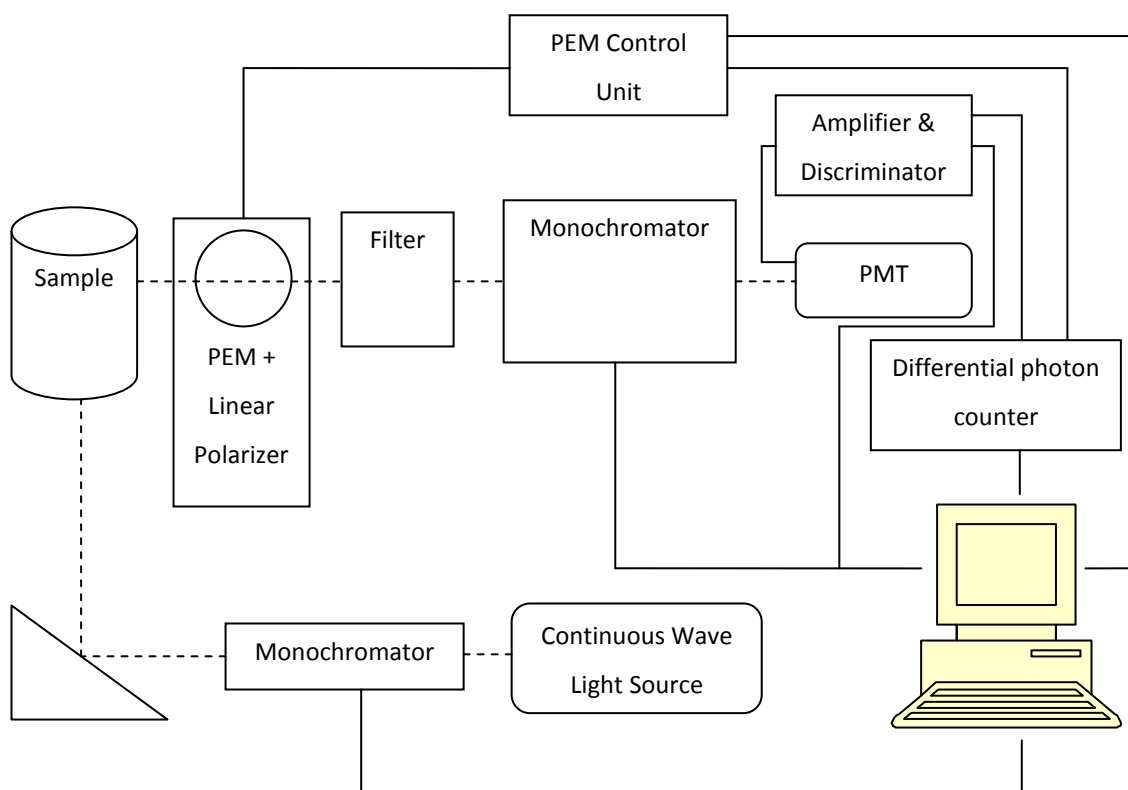 PEM Control
Unit
Amplifier &
Discriminator
Sample
Filter
Monochromator
PMT
PEM +
Linear
Polarizer
Differential photon
counter
Monochromator
Continuous Wave
Light Source